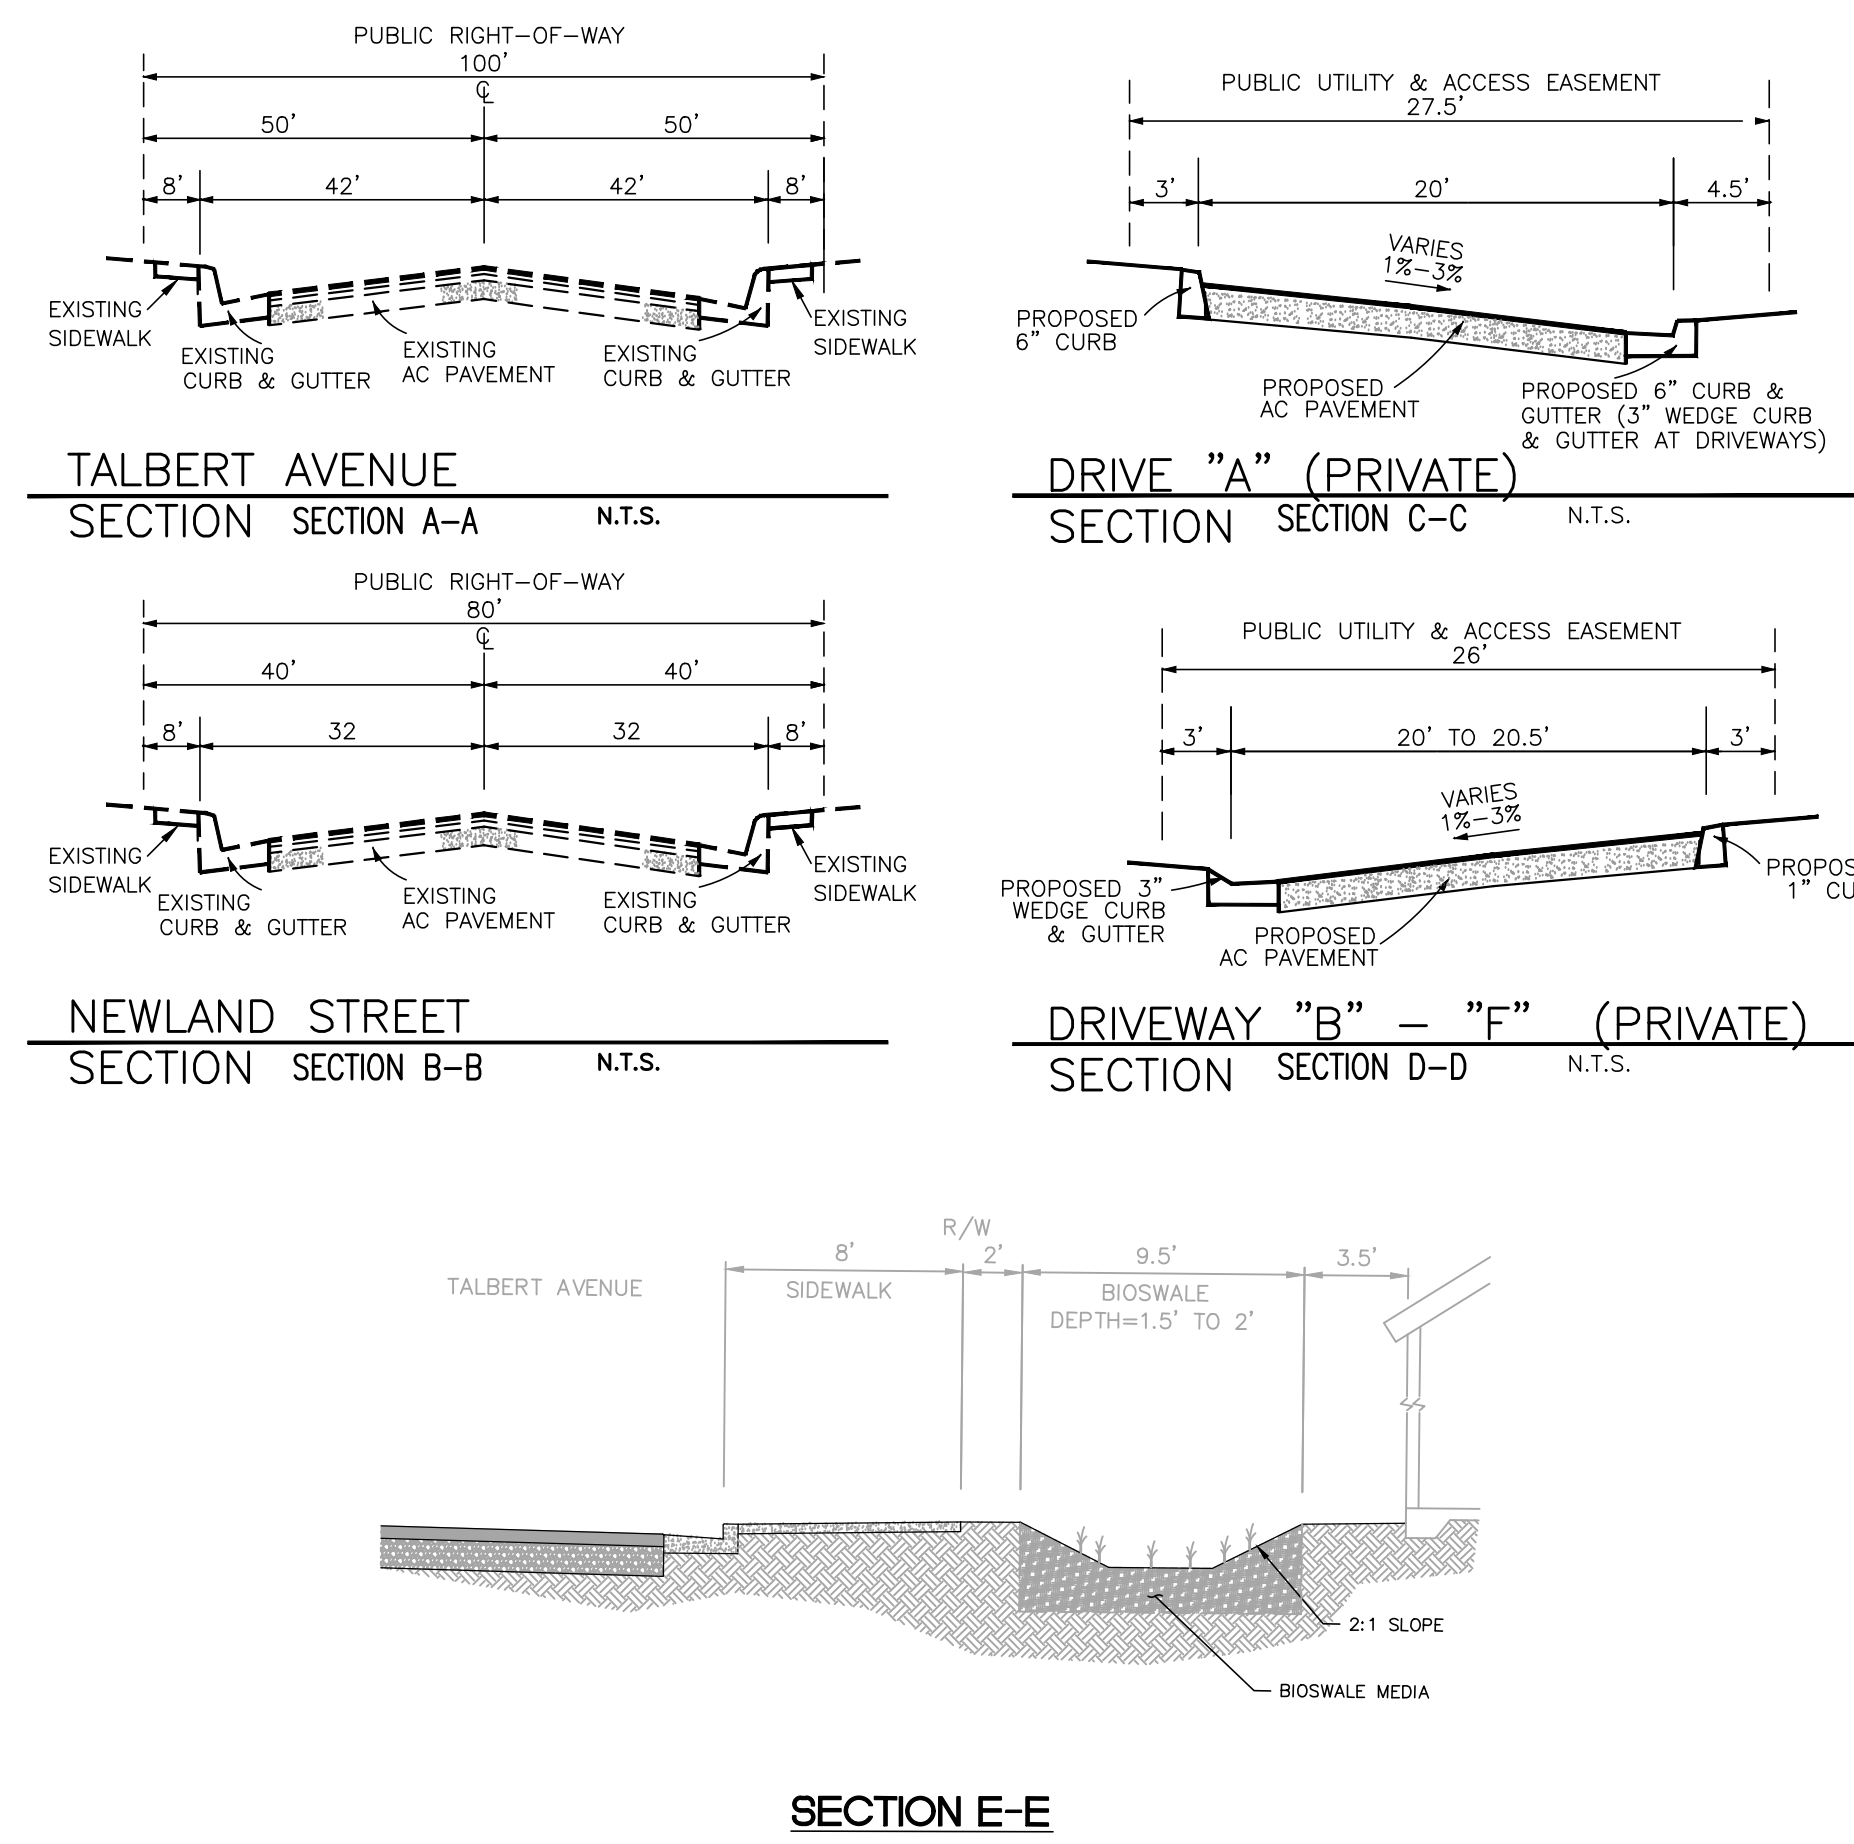 PUBLIC RIGHT-OF-WAY
100'
℄
50' 50'
8' 42' 42' 8'
EXISTING
SIDEWALK
EXISTING
CURB & GUTTER
EXISTING
AC PAVEMENT
EXISTING
CURB & GUTTER
EXISTING
SIDEWALK
TALBERT AVENUE
SECTION SECTION A-A N.T.S.
PUBLIC UTILITY & ACCESS EASEMENT
27.5'
3' 20' 4.5'
VARIES
1%-3%
PROPOSED
6" CURB
PROPOSED
AC PAVEMENT
PROPOSED 6" CURB &
GUTTER (3" WEDGE CURB
& GUTTER AT DRIVEWAYS)
DRIVE "A" (PRIVATE)
SECTION SECTION C-C N.T.S.
PUBLIC RIGHT-OF-WAY
80'
℄
40' 40'
8' 32 32 8'
EXISTING
SIDEWALK
EXISTING
CURB & GUTTER
EXISTING
AC PAVEMENT
EXISTING
CURB & GUTTER
EXISTING
SIDEWALK
NEWLAND STREET
SECTION SECTION B-B N.T.S.
PUBLIC UTILITY & ACCESS EASEMENT
26'
3' 20' TO 20.5' 3'
VARIES
1%-3%
PROPOSED 3"
WEDGE CURB
& GUTTER
PROPOSED
AC PAVEMENT
1"
DRIVEWAY "B" - "F" (PRIVATE)
SECTION SECTION D-D N.T.S.
R/W
8' 2' 9.5' 3.5'
TALBERT AVENUE
SIDEWALK
BIOSWALE
DEPTH=1.5' TO 2'
2:1 SLOPE
BIOSWALE MEDIA
SECTION E-E